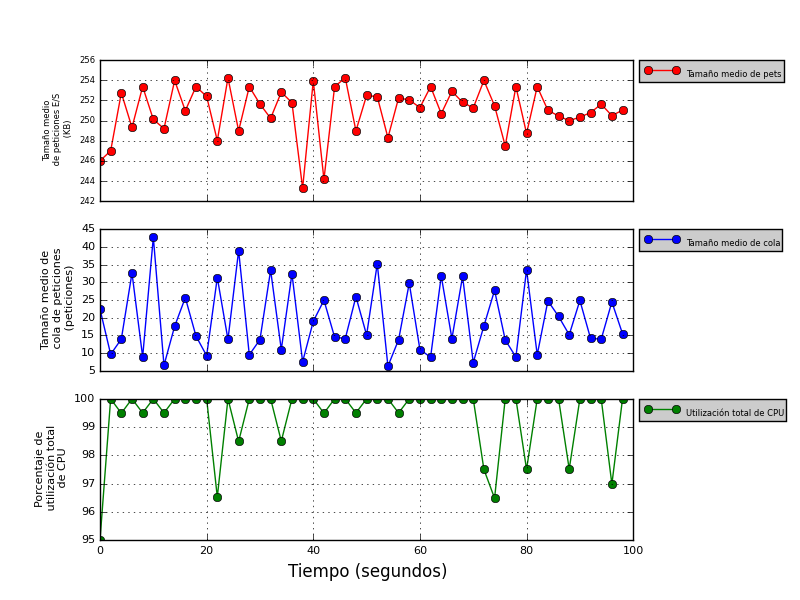 256
254
252
250
248
246
244
242
Tamaño medio
de peticiones E/S
(KB)
Tamaño medio de pets
45
40
35
30
25
20
15
10
5
Tamaño medio de
cola de peticiones
(peticiones)
Tamaño medio de cola
100
99
98
97
96
95
Porcentaje de
utilización total
de CPU
Utilización total de CPU
0 20 40 60 80 100
Tiempo (segundos)